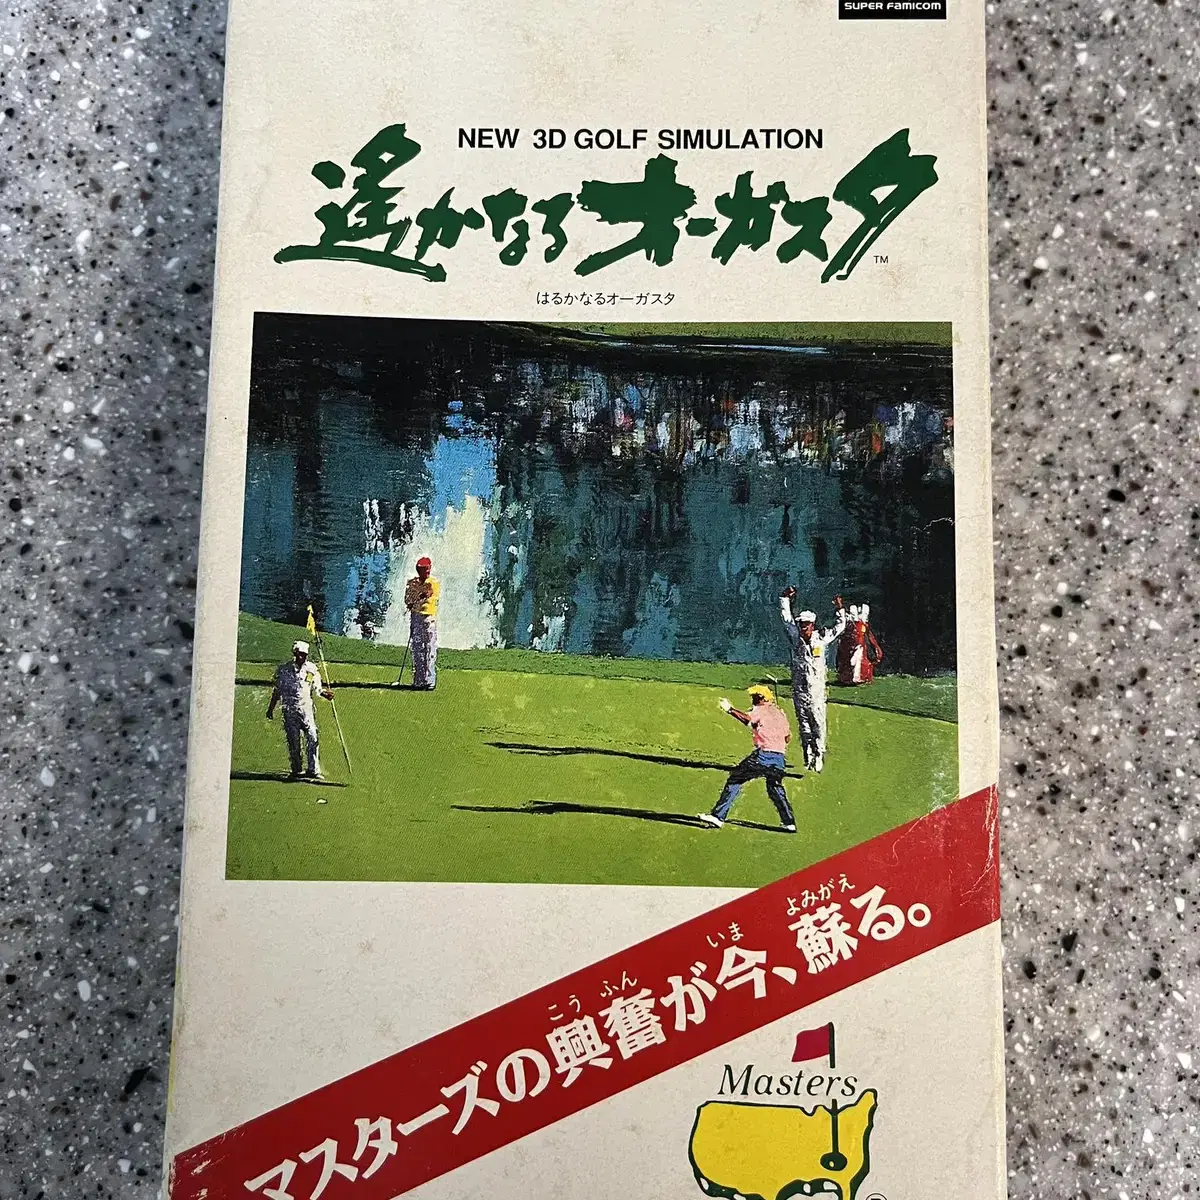 SUPER FAMICOM
NEW 3D GOLF SIMULATION
遙かなるオーガスタ
TM
はるかなるオーガスタ
マスターズの興奮が今、蘇る。
こうふん
いま
よみがえ
Masters